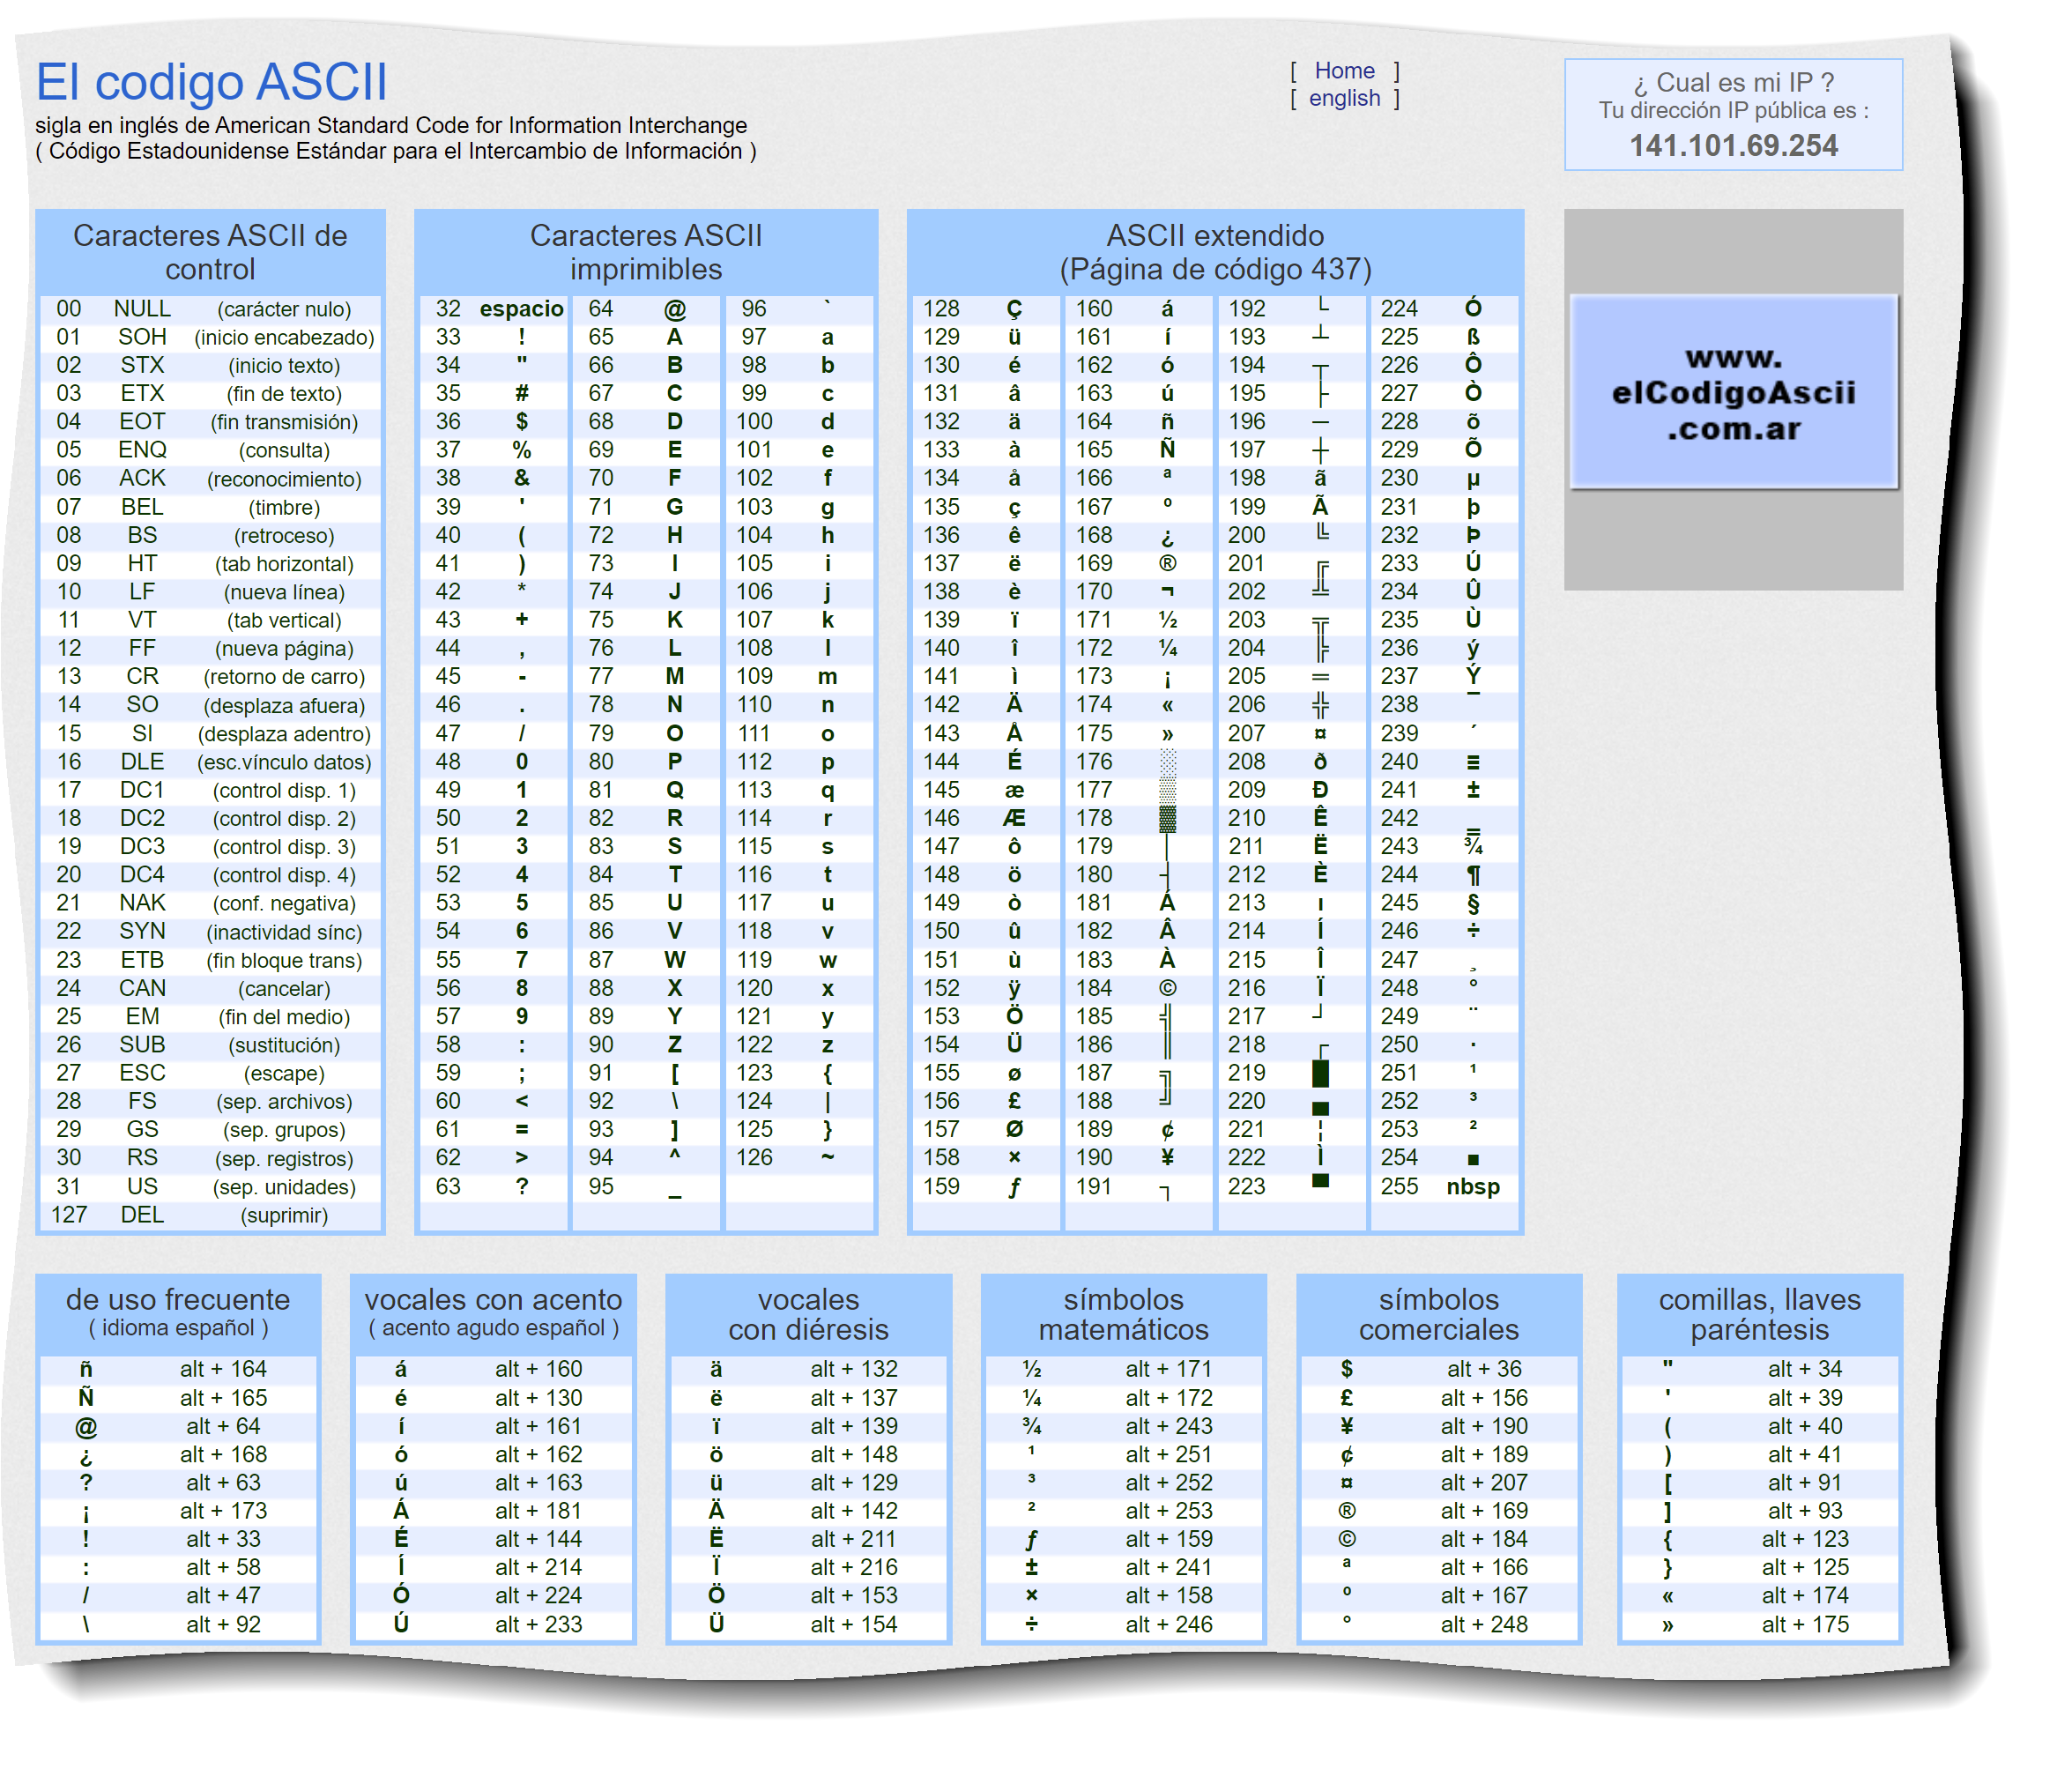 El codigo ASCII
sigla en inglés de American Standard Code for Information Interchange
( Código Estadounidense Estándar para el Intercambio de Información )
[ Home ]
[ english ]
¿ Cual es mi IP ?
Tu dirección IP pública es :
141.101.69.254
www.
elCodigoAscii
.com.ar
Caracteres ASCII de
control
00 NULL (carácter nulo)
01 SOH (inicio encabezado)
02 STX (inicio texto)
03 ETX (fin de texto)
04 EOT (fin transmisión)
05 ENQ (consulta)
06 ACK (reconocimiento)
07 BEL (timbre)
08 BS (retroceso)
09 HT (tab horizontal)
10 LF (nueva línea)
11 VT (tab vertical)
12 FF (nueva página)
13 CR (retorno de carro)
14 SO (desplaza afuera)
15 SI (desplaza adentro)
16 DLE (esc.vínculo datos)
17 DC1 (control disp. 1)
18 DC2 (control disp. 2)
19 DC3 (control disp. 3)
20 DC4 (control disp. 4)
21 NAK (conf. negativa)
22 SYN (inactividad sínc)
23 ETB (fin bloque trans)
24 CAN (cancelar)
25 EM (fin del medio)
26 SUB (sustitución)
27 ESC (escape)
28 FS (sep. archivos)
29 GS (sep. grupos)
30 RS (sep. registros)
31 US (sep. unidades)
127 DEL (suprimir)
Caracteres ASCII
imprimibles
32 espacio 64 @ 96 `
33 ! 65 A 97 a
34 " 66 B 98 b
35 # 67 C 99 c
36 $ 68 D 100 d
37 % 69 E 101 e
38 & 70 F 102 f
39 ' 71 G 103 g
40 ( 72 H 104 h
41 ) 73 I 105 i
42 * 74 J 106 j
43 + 75 K 107 k
44 , 76 L 108 l
45 - 77 M 109 m
46 . 78 N 110 n
47 / 79 O 111 o
48 0 80 P 112 p
49 1 81 Q 113 q
50 2 82 R 114 r
51 3 83 S 115 s
52 4 84 T 116 t
53 5 85 U 117 u
54 6 86 V 118 v
55 7 87 W 119 w
56 8 88 X 120 x
57 9 89 Y 121 y
58 : 90 Z 122 z
59 ; 91 [ 123 {
60 < 92 \ 124 |
61 = 93 ] 125 }
62 > 94 ^ 126 ~
63 ? 95 _
ASCII extendido
(Página de código 437)
128 Ç 160 á 192 └ 224 Ó
129 ü 161 í 193 ┴ 225 ß
130 é 162 ó 194 ┬ 226 Ô
131 â 163 ú 195 ├ 227 Ò
132 ä 164 ñ 196 ─ 228 õ
133 à 165 Ñ 197 ┼ 229 Õ
134 å 166 ª 198 ã 230 µ
135 ç 167 º 199 Ã 231 þ
136 ê 168 ¿ 200 ╚ 232 Þ
137 ë 169 ® 201 ╔ 233 Ú
138 è 170 ¬ 202 ╩ 234 Û
139 ï 171 ½ 203 ╦ 235 Ù
140 î 172 ¼ 204 ╠ 236 ý
141 ì 173 ¡ 205 ═ 237 Ý
142 Ä 174 « 206 ╬ 238 ¯
143 Å 175 » 207 ¤ 239 ´
144 É 176 ░ 208 ð 240 ≡
145 æ 177 ▒ 209 Ð 241 ±
146 Æ 178 ▓ 210 Ê 242 ‗
147 ô 179 │ 211 Ë 243 ¾
148 ö 180 ┤ 212 È 244 ¶
149 ò 181 Á 213 ı 245 §
150 û 182 Â 214 Í 246 ÷
151 ù 183 À 215 Î 247 ¸
152 ÿ 184 © 216 Ï 248 °
153 Ö 185 ╣ 217 ┘ 249 ¨
154 Ü 186 ║ 218 ┌ 250 ·
155 ø 187 ╗ 219 █ 251 ¹
156 £ 188 ╝ 220 ▄ 252 ³
157 Ø 189 ¢ 221 ¦ 253 ²
158 × 190 ¥ 222 Ì 254 ■
159 ƒ 191 ┐ 223 ▀ 255 nbsp
de uso frecuente
( idioma español )
ñ alt + 164
Ñ alt + 165
@ alt + 64
¿ alt + 168
? alt + 63
¡ alt + 173
! alt + 33
: alt + 58
/ alt + 47
\ alt + 92
vocales con acento
( acento agudo español )
á alt + 160
é alt + 130
í alt + 161
ó alt + 162
ú alt + 163
Á alt + 181
É alt + 144
Í alt + 214
Ó alt + 224
Ú alt + 233
vocales
con diéresis
ä alt + 132
ë alt + 137
ï alt + 139
ö alt + 148
ü alt + 129
Ä alt + 142
Ë alt + 211
Ï alt + 216
Ö alt + 153
Ü alt + 154
símbolos
matemáticos
½ alt + 171
¼ alt + 172
¾ alt + 243
¹ alt + 251
³ alt + 252
² alt + 253
ƒ alt + 159
± alt + 241
× alt + 158
÷ alt + 246
símbolos
comerciales
$ alt + 36
£ alt + 156
¥ alt + 190
¢ alt + 189
¤ alt + 207
® alt + 169
© alt + 184
ª alt + 166
º alt + 167
° alt + 248
comillas, llaves
paréntesis
" alt + 34
' alt + 39
( alt + 40
) alt + 41
[ alt + 91
] alt + 93
{ alt + 123
} alt + 125
« alt + 174
» alt + 175